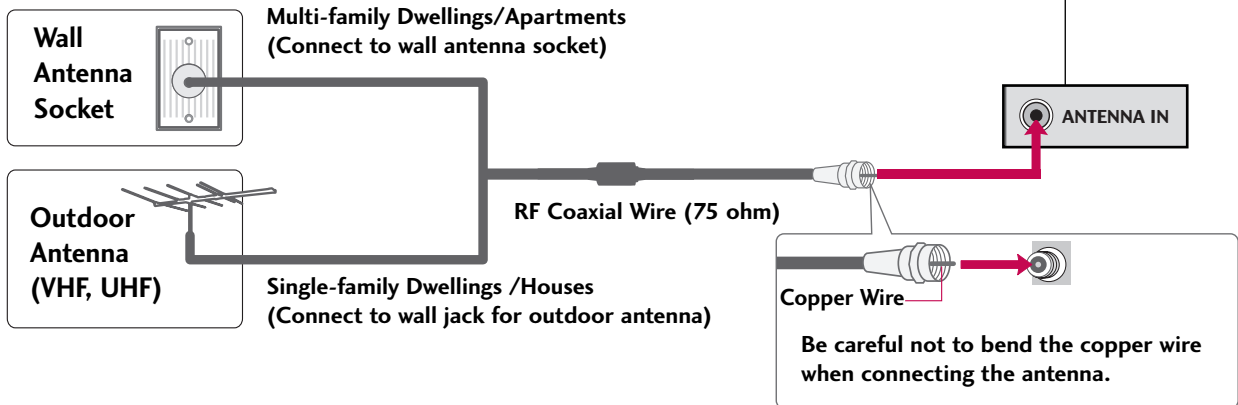 Wall
Antenna
Socket
Multi-family Dwellings/Apartments
(Connect to wall antenna socket)
ANTENNA IN
Outdoor
Antenna
(VHF, UHF)
RF Coaxial Wire (75 ohm)
Single-family Dwellings /Houses
(Connect to wall jack for outdoor antenna)
Copper Wire
Be careful not to bend the copper wire
when connecting the antenna.